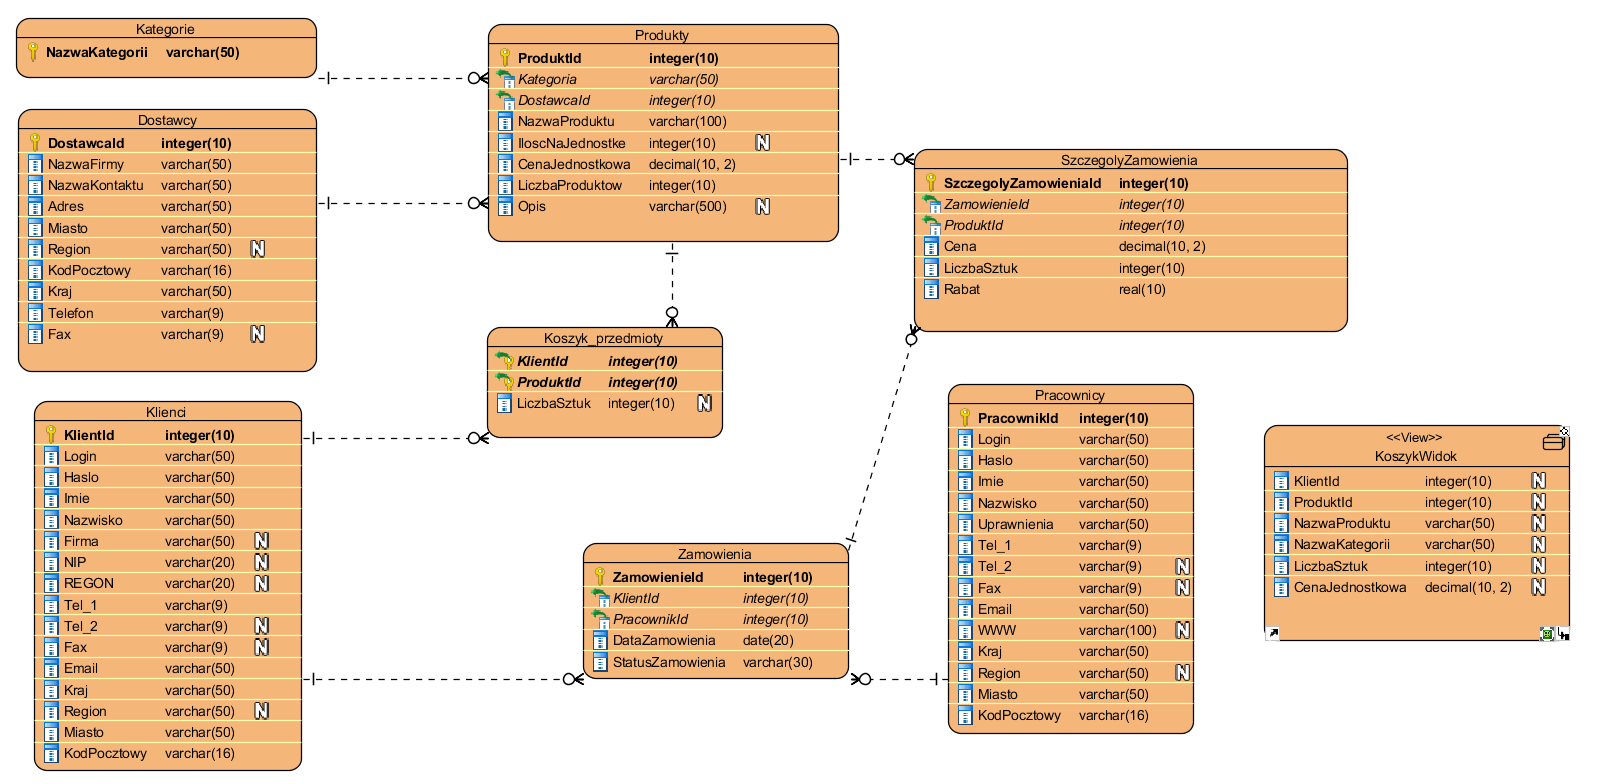 Kategorie
NazwaKategorii varchar(50)
Dostawcy
DostawcaId integer(10)
NazwaFirmy varchar(50)
NazwaKontaktu varchar(50)
Adres varchar(50)
Miasto varchar(50)
Region varchar(50) N
KodPocztowy varchar(16)
Kraj varchar(50)
Telefon varchar(9)
Fax varchar(9) N
Klienci
KlientId integer(10)
Login varchar(50)
Haslo varchar(50)
Imie varchar(50)
Nazwisko varchar(50)
Firma varchar(50) N
NIP varchar(20) N
REGON varchar(20) N
Tel_1 varchar(9)
Tel_2 varchar(9) N
Fax varchar(9) N
Email varchar(50)
Kraj varchar(50)
Region varchar(50) N
Miasto varchar(50)
KodPocztowy varchar(16)
Produkty
ProduktId integer(10)
Kategoria varchar(50)
DostawcaId integer(10)
NazwaProduktu varchar(100)
IloscNaJednostke integer(10) N
CenaJednostkowa decimal(10, 2)
LiczbaProduktow integer(10)
Opis varchar(500) N
Koszyk_przedmioty
KlientId integer(10)
ProduktId integer(10)
LiczbaSztuk integer(10) N
Zamowienia
ZamowienieId integer(10)
KlientId integer(10)
PracownikId integer(10)
DataZamowienia date(20)
StatusZamowienia varchar(30)
SzczegolyZamowienia
SzczegolyZamowieniaId integer(10)
ZamowienieId integer(10)
ProduktId integer(10)
Cena decimal(10, 2)
LiczbaSztuk integer(10)
Rabat real(10)
Pracownicy
PracownikId integer(10)
Login varchar(50)
Haslo varchar(50)
Imie varchar(50)
Nazwisko varchar(50)
Uprawnienia varchar(50)
Tel_1 varchar(9)
Tel_2 varchar(9) N
Fax varchar(9) N
Email varchar(50)
WWW varchar(100) N
Kraj varchar(50)
Region varchar(50) N
Miasto varchar(50)
KodPocztowy varchar(16)
<<View>>
KoszykWidok
KlientId integer(10) N
ProduktId integer(10) N
NazwaProduktu varchar(50) N
NazwaKategorii varchar(50) N
LiczbaSztuk integer(10) N
CenaJednostkowa decimal(10, 2) N